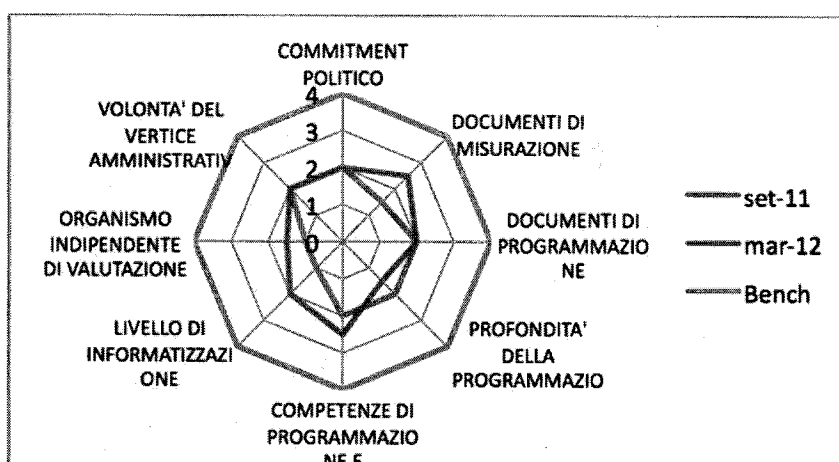 COMMITMENT
POLITICO
DOCUMENTI DI
MISURAZIONE
DOCUMENTI DI
PROGRAMMAZIO
NE
PROFONDITA'
DELLA
PROGRAMMAZIO
COMPETENZE DI
PROGRAMMAZIO
NE E
LIVELLO DI
INFORMATIZZAZI
ONE
ORGANISMO
INDIPENDENTE
DI VALUTAZIONE
VOLONTA' DEL
VERTICE
AMMINISTRATIV
4
3
2
1
0
set-11
mar-12
Bench